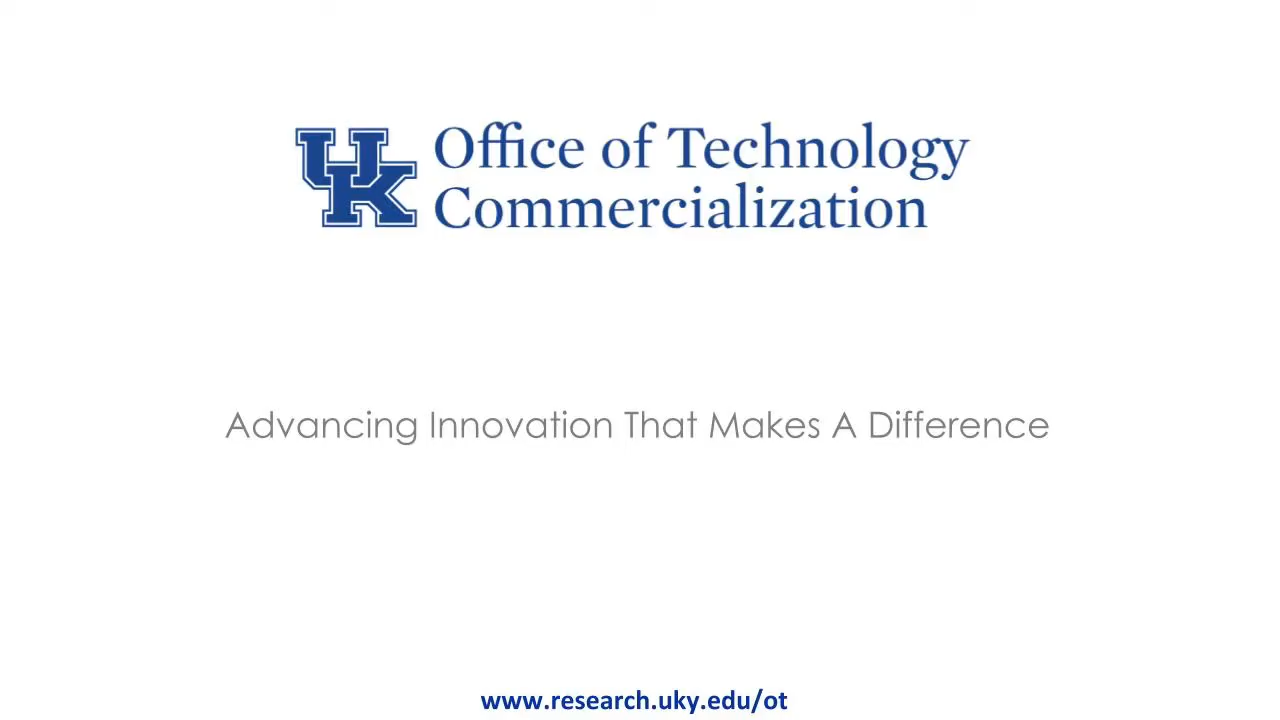 UK
Office of Technology
Commercialization
Advancing Innovation That Makes A Difference
www.research.uky.edu/ot